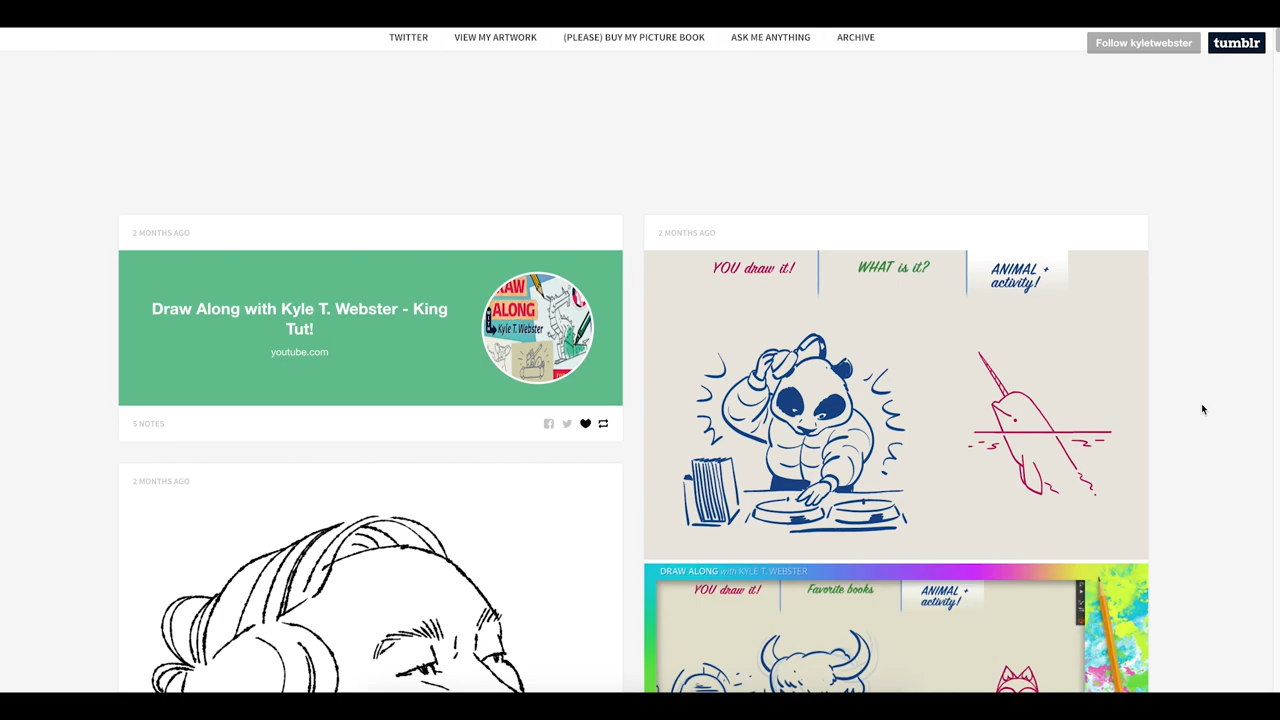 TWITTER VIEW MY ARTWORK (PLEASE) BUY MY PICTURE BOOK ASK ME ANYTHING ARCHIVE
Follow kyletwebster tumblr
2 MONTHS AGO
Draw Along with Kyle T. Webster - King
Tut!
youtube.com
DRAW
ALONG
Kyle T. Webster
5 NOTES
2 MONTHS AGO
2 MONTHS AGO
YOU draw it! WHAT is it? ANIMAL +
activity!
DRAW ALONG with KYLE T. WEBSTER
YOU draw it! Favorite books ANIMAL +
activity!